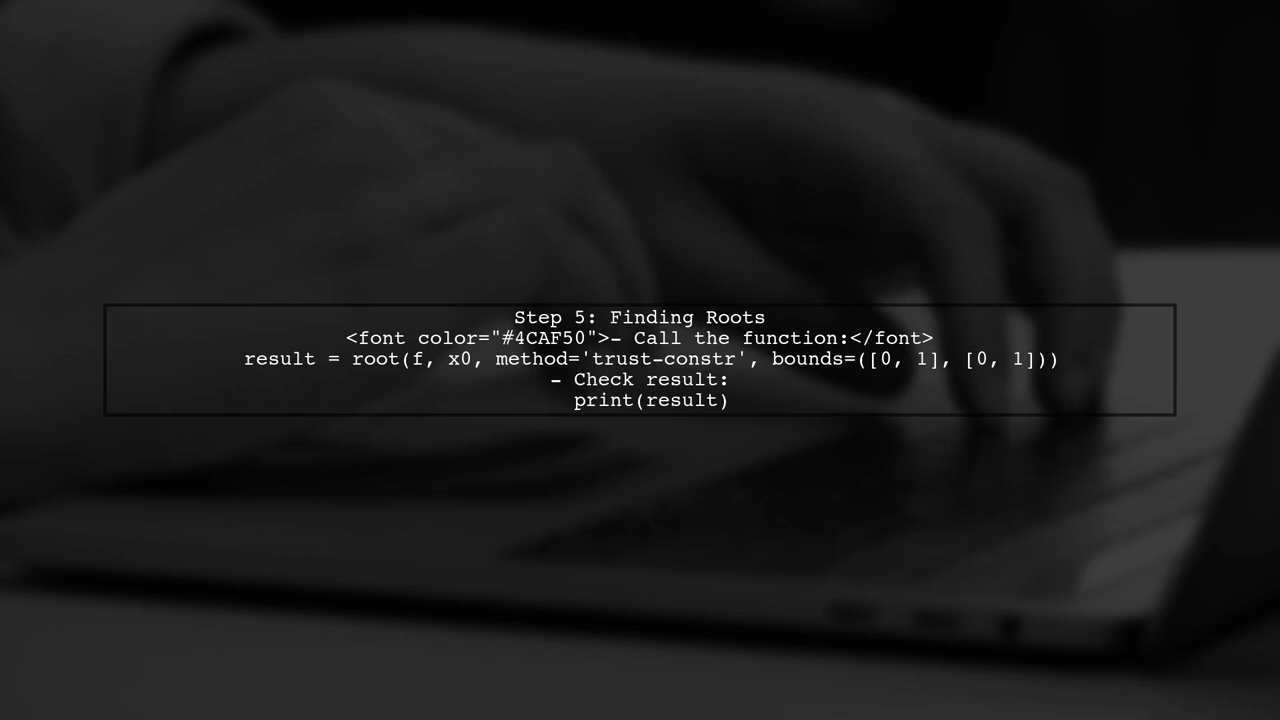 Step 5: Finding Roots
<font color="#4CAF50">- Call the function:</font>
result = root(f, x0, method='trust-constr', bounds=([0, 1], [0, 1]))
- Check result:
print(result)